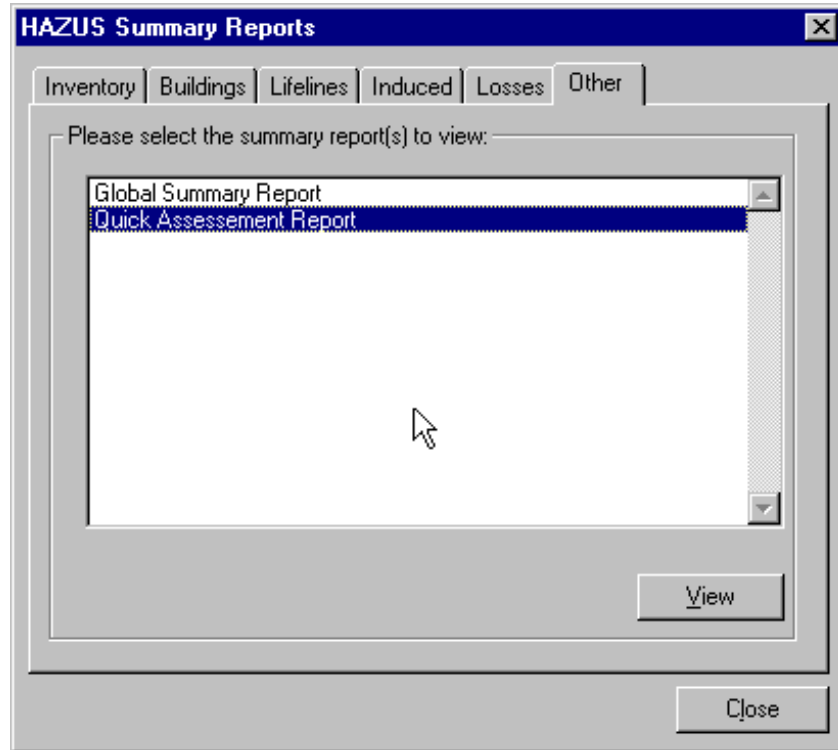 HAZUS Summary Reports
Inventory Buildings Lifelines Induced Losses Other
Please select the summary report(s) to view:
Global Summary Report
Quick Assessement Report
View
Close